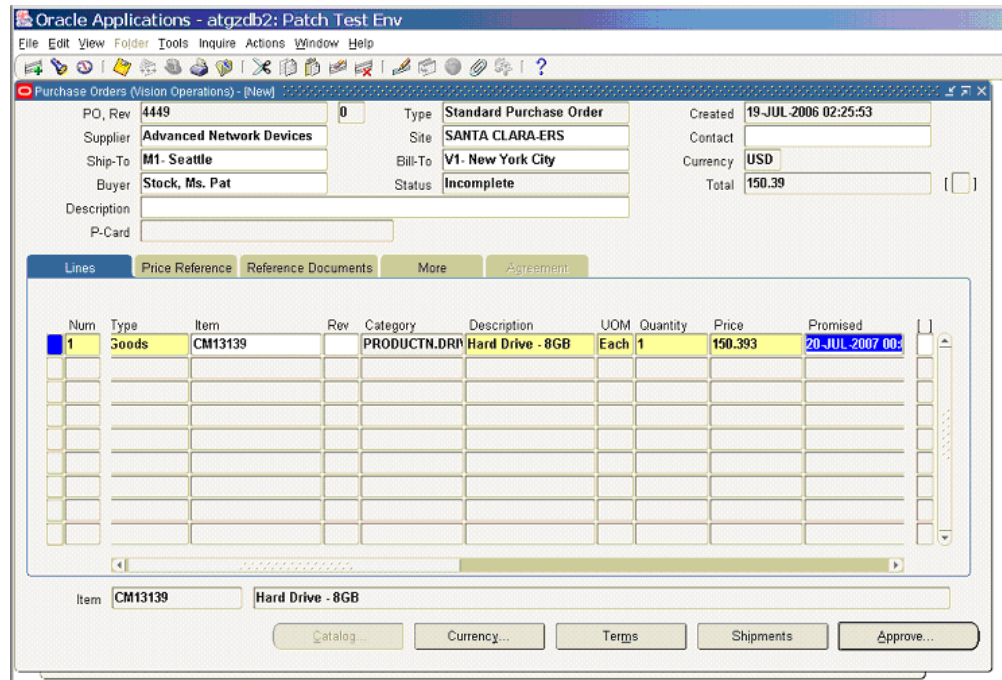 Oracle Applications - atgzdb2: Patch Test Env
File Edit View Folder Tools Inquire Actions Window Help
Purchase Orders (Vision Operations) - [New]
PO, Rev 4449 0 Type Standard Purchase Order Created 19-JUL-2006 02:25:53
Supplier Advanced Network Devices Site SANTA CLARA-ERS Contact
Ship-To M1- Seattle Bill-To V1- New York City Currency USD
Buyer Stock, Ms. Pat Status Incomplete Total 150.39 [ ]
Description
P-Card
Lines Price Reference Reference Documents More Agreement
Num Type Item Rev Category Description UOM Quantity Price Promised [ ]
1 Goods CM13139 PRODUCTN.DRIV Hard Drive - 8GB Each 1 150.393 20-JUL-2007 00:
Item CM13139 Hard Drive - 8GB
Catalog... Currency... Terms Shipments Approve...